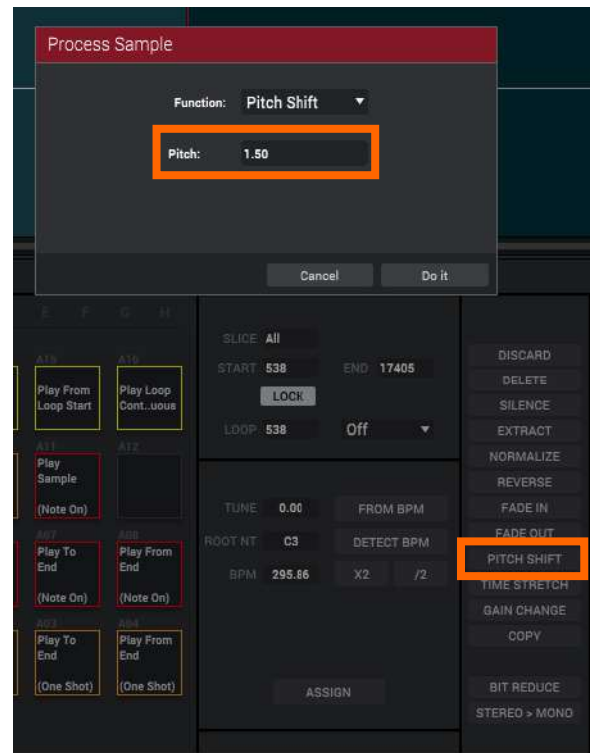 Process Sample
Function: Pitch Shift
Pitch: 1.50
Cancel Do it
E F G H
A15 A16
Play From
Loop Start
Play Loop
Cont..uous
A11 A12
Play
Sample
(Note On)
A07 A08
Play To
End
(Note On)
Play From
End
(Note On)
A03 A04
Play To
End
(One Shot)
Play From
End
(One Shot)
SLICE All
START 538 END 17405
LOCK
LOOP 538 Off
TUNE 0.00 FROM BPM
ROOT NT C3 DETECT BPM
BPM 295.86 X2 /2
ASSIGN
DISCARD
DELETE
SILENCE
EXTRACT
NORMALIZE
REVERSE
FADE IN
FADE OUT
PITCH SHIFT
TIME STRETCH
GAIN CHANGE
COPY
BIT REDUCE
STEREO > MONO